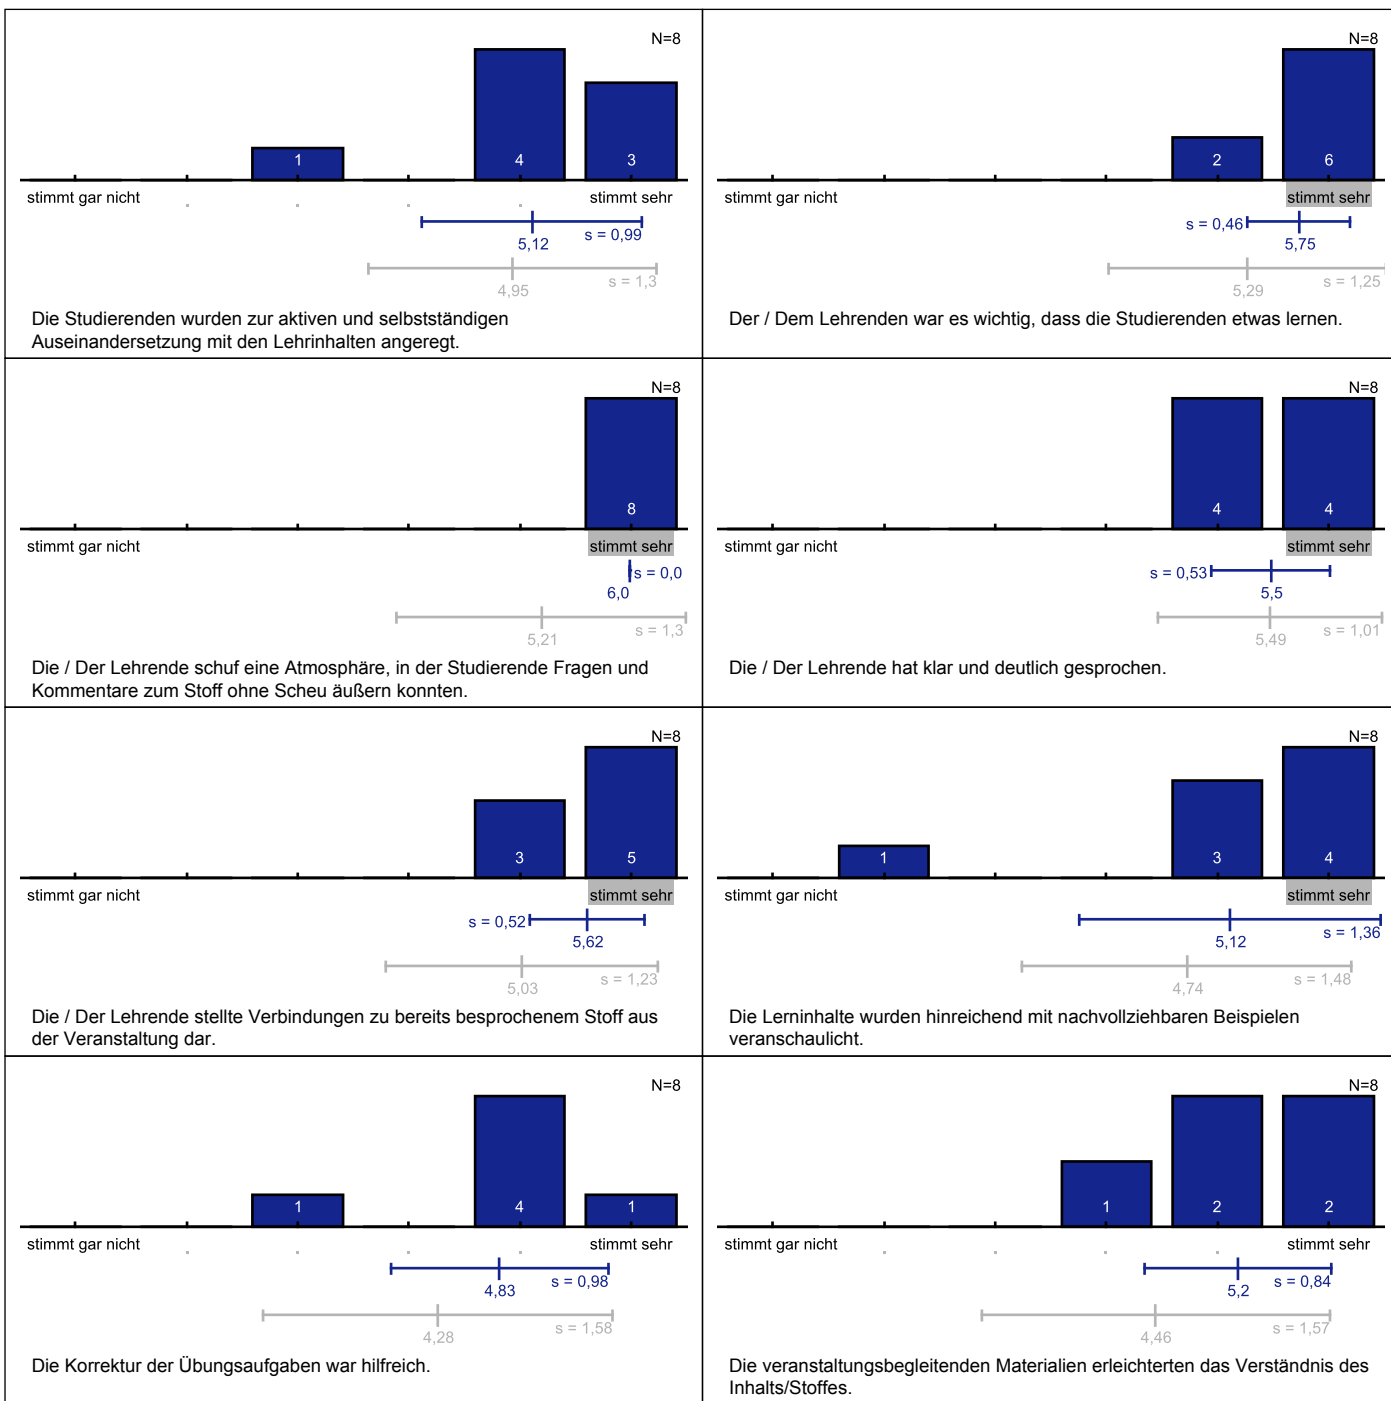 N=8
1
4
3
stimmt gar nicht
stimmt sehr
s = 0,99
5,12
s = 1,3
4,95
Die Studierenden wurden zur aktiven und selbstständigen
Auseinandersetzung mit den Lehrinhalten angeregt.
N=8
2
6
stimmt sehr
s = 0,46
5,75
5,29
s = 1,25
Der / Dem Lehrenden war es wichtig, dass die Studierenden etwas lernen.
N=8
8
stimmt gar nicht
stimmt sehr
s = 0,0
6,0
5,21
s = 1,3
Die / Der Lehrende schuf eine Atmosphäre, in der Studierende Fragen und
Kommentare zum Stoff ohne Scheu äußern konnten.
N=8
4
4
stimmt gar nicht
stimmt sehr
s = 0,53
5,5
5,49
s = 1,01
Die / Der Lehrende hat klar und deutlich gesprochen.
N=8
3
5
stimmt gar nicht
stimmt sehr
s = 0,52
5,62
5,03
s = 1,23
Die / Der Lehrende stellte Verbindungen zu bereits besprochenem Stoff aus
der Veranstaltung dar.
N=8
1
3
4
stimmt gar nicht
stimmt sehr
5,12
s = 1,36
4,74
s = 1,48
Die Lerninhalte wurden hinreichend mit nachvollziehbaren Beispielen
veranschaulicht.
N=8
1
4
1
stimmt gar nicht
stimmt sehr
4,83
s = 0,98
4,28
s = 1,58
Die Korrektur der Übungsaufgaben war hilfreich.
N=8
1
2
2
stimmt gar nicht
stimmt sehr
5,2
s = 0,84
4,46
s = 1,57
Die veranstaltungsbegleitenden Materialien erleichterten das Verständnis des
Inhalts/Stoffes.